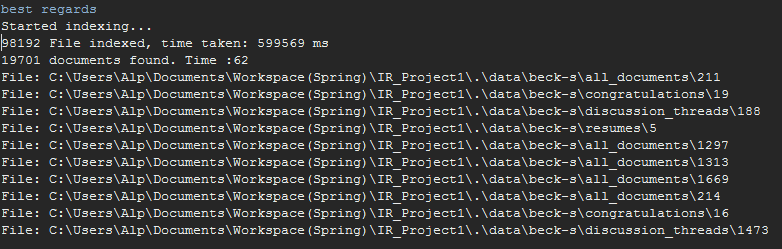 best regards
Started indexing...
98192 File indexed, time taken: 599569 ms
19701 documents found. Time :62
File: C:\Users\Alp\Documents\Workspace(Spring)\IR_Project1\.\data\beck-s\all_documents\211
File: C:\Users\Alp\Documents\Workspace(Spring)\IR_Project1\.\data\beck-s\congratulations\19
File: C:\Users\Alp\Documents\Workspace(Spring)\IR_Project1\.\data\beck-s\discussion_threads\188
File: C:\Users\Alp\Documents\Workspace(Spring)\IR_Project1\.\data\beck-s\resumes\5
File: C:\Users\Alp\Documents\Workspace(Spring)\IR_Project1\.\data\beck-s\all_documents\1297
File: C:\Users\Alp\Documents\Workspace(Spring)\IR_Project1\.\data\beck-s\all_documents\1313
File: C:\Users\Alp\Documents\Workspace(Spring)\IR_Project1\.\data\beck-s\all_documents\1669
File: C:\Users\Alp\Documents\Workspace(Spring)\IR_Project1\.\data\beck-s\all_documents\214
File: C:\Users\Alp\Documents\Workspace(Spring)\IR_Project1\.\data\beck-s\congratulations\16
File: C:\Users\Alp\Documents\Workspace(Spring)\IR_Project1\.\data\beck-s\discussion_threads\1473